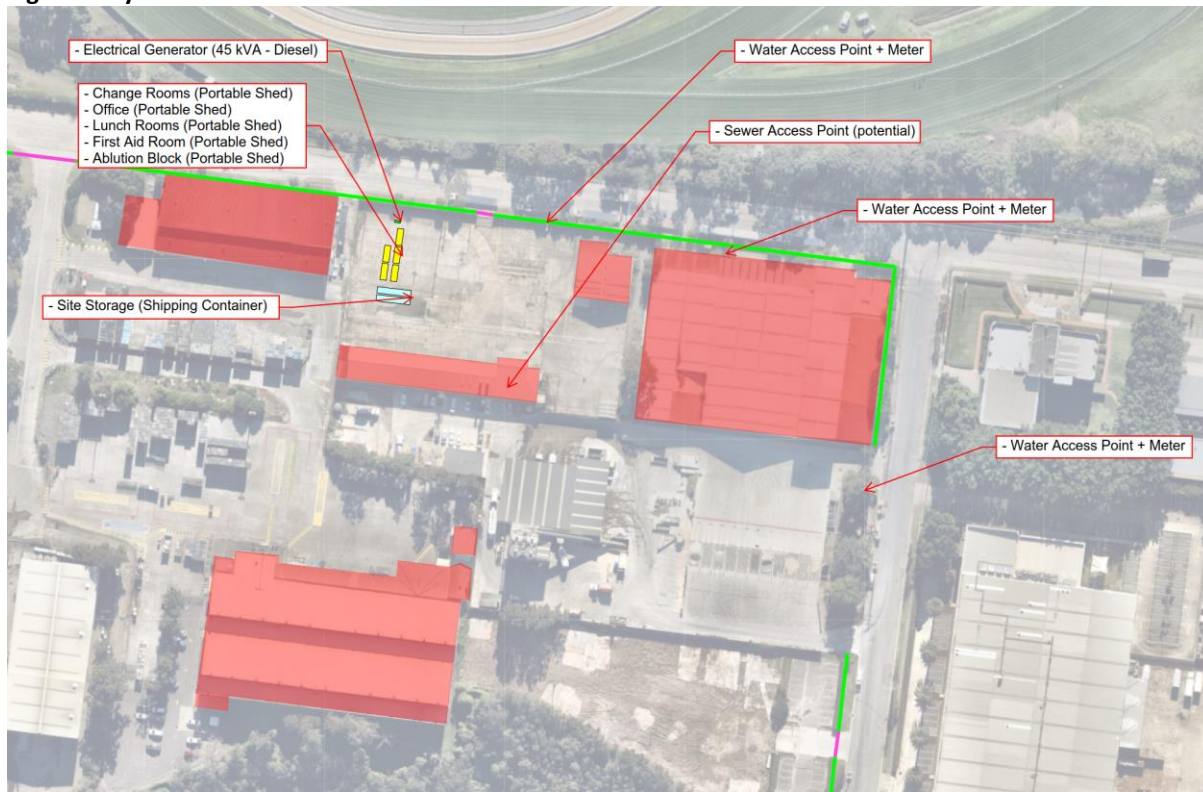 - Electrical Generator (45 kVA - Diesel)
- Water Access Point + Meter
- Change Rooms (Portable Shed)
- Office (Portable Shed)
- Lunch Rooms (Portable Shed)
- First Aid Room (Portable Shed)
- Ablution Block (Portable Shed)
- Sewer Access Point (potential)
- Water Access Point + Meter
- Site Storage (Shipping Container)
- Water Access Point + Meter